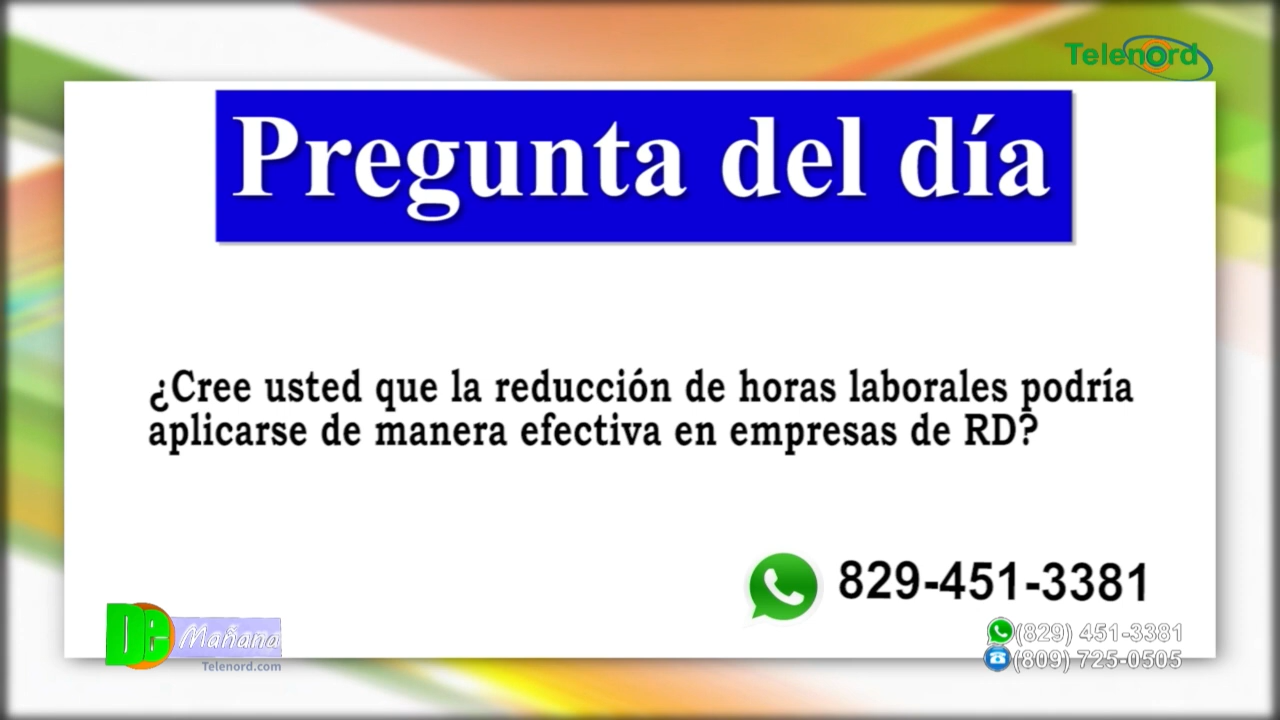 Telenord
Pregunta del día
¿Cree usted que la reducción de horas laborales podría
aplicarse de manera efectiva en empresas de RD?
829-451-3381
De Mañana
Telenord.com
(829) 451-3381
(809) 725-0505